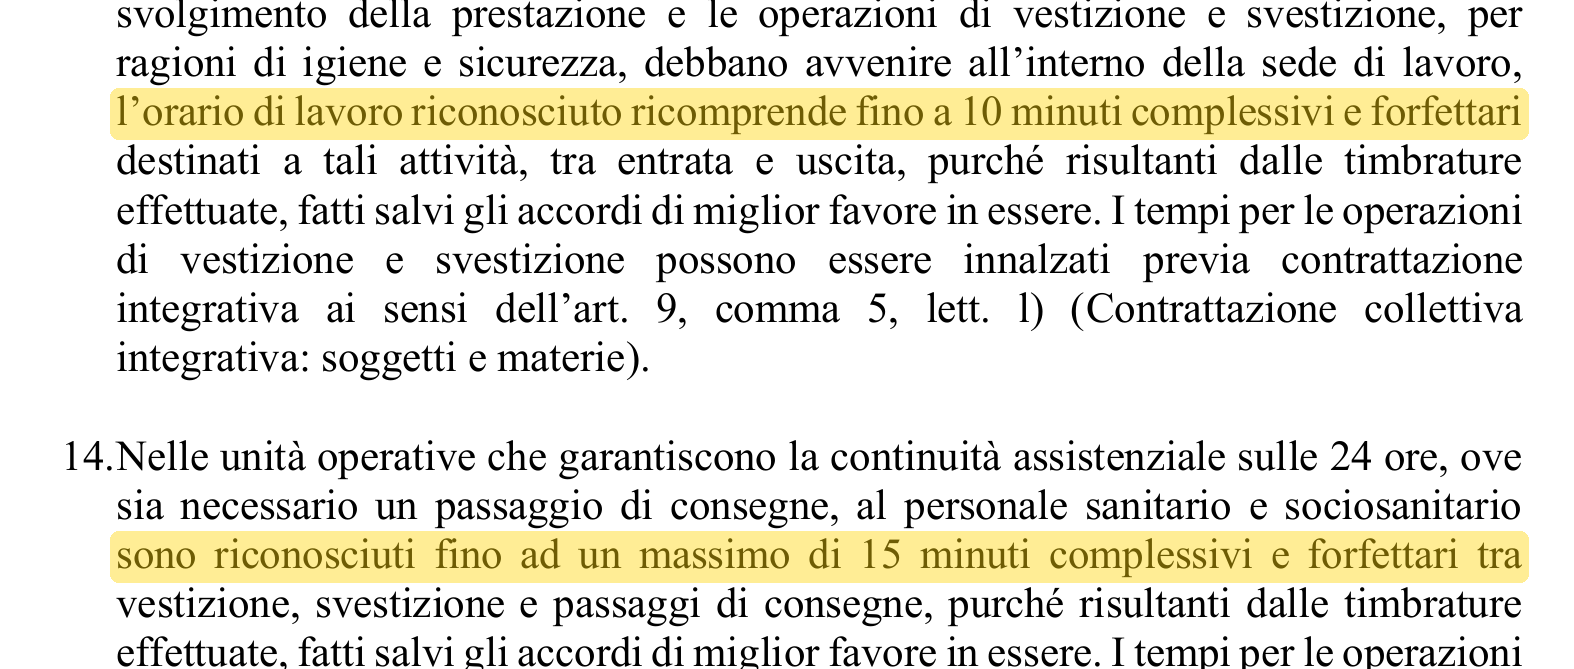 svolgimento della prestazione e le operazioni di vestizione e svestizione, per
ragioni di igiene e sicurezza, debbano avvenire all’interno della sede di lavoro,
l’orario di lavoro riconosciuto ricomprende fino a 10 minuti complessivi e forfettari
destinati a tali attività, tra entrata e uscita, purché risultanti dalle timbrature
effettuate, fatti salvi gli accordi di miglior favore in essere. I tempi per le operazioni
di vestizione e svestizione possono essere innalzati previa contrattazione
integrativa ai sensi dell’art. 9, comma 5, lett. l) (Contrattazione collettiva
integrativa: soggetti e materie).
14.Nelle unità operative che garantiscono la continuità assistenziale sulle 24 ore, ove
sia necessario un passaggio di consegne, al personale sanitario e sociosanitario
sono riconosciuti fino ad un massimo di 15 minuti complessivi e forfettari tra
vestizione, svestizione e passaggi di consegne, purché risultanti dalle timbrature
effettuate, fatti salvi gli accordi di miglior favore in essere. I tempi per le operazioni